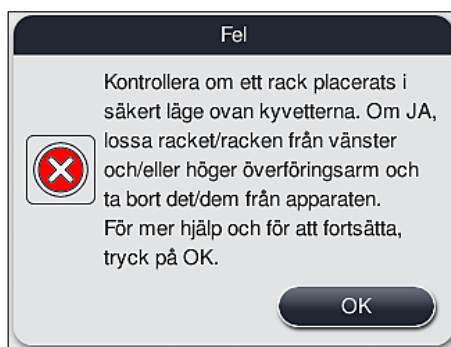 Fel
Kontrollera om ett rack placerats i
säkert läge ovan kyvetterna. Om JA,
lossa racket/racken från vänster
och/eller höger överföringsarm och
ta bort det/dem från apparaten.
För mer hjälp och för att fortsätta,
tryck på OK.
OK